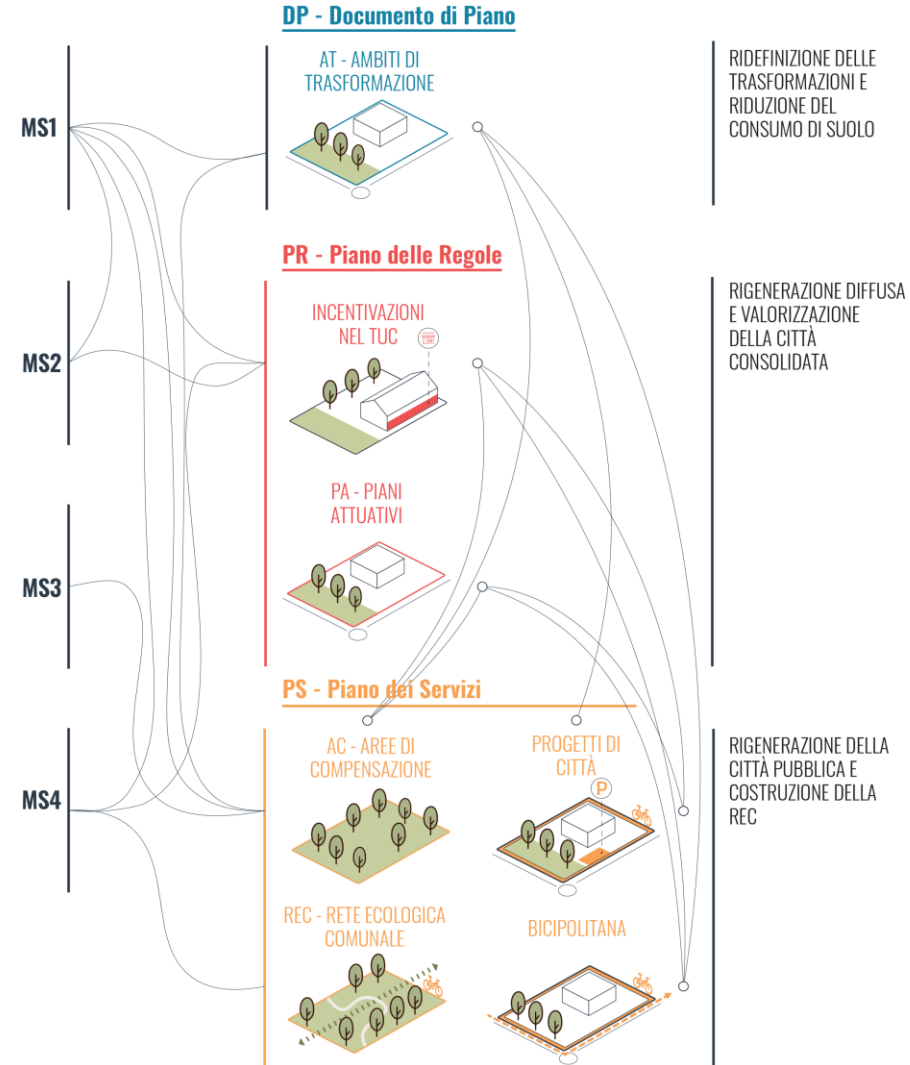 DP - Documento di Piano
AT - AMBITI DI
TRASFORMAZIONE
RIDEFINIZIONE DELLE
TRASFORMAZIONI E
RIDUZIONE DEL
CONSUMO DI SUOLO
MS1
PR - Piano delle Regole
INCENTIVAZIONI
NEL TUC
RIGENERAZIONE DIFFUSA
E VALORIZZAZIONE
DELLA CITTÀ
CONSOLIDATA
MS2
PA - PIANI
ATTUATIVI
MS3
PS - Piano dei Servizi
AC - AREE DI
COMPENSAZIONE
PROGETTI DI
CITTÀ
P
RIGENERAZIONE DELLA
CITTÀ PUBBLICA E
COSTRUZIONE DELLA
REC
MS4
REC - RETE ECOLOGICA
COMUNALE
BICIPOLITANA